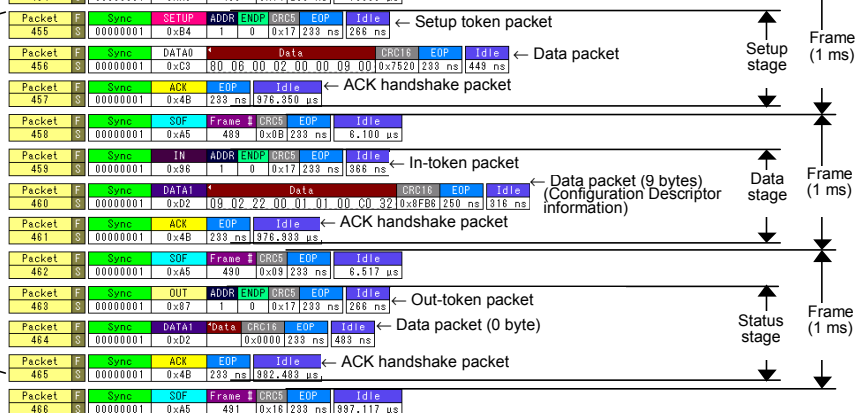 Packet F Sync SETUP ADDR ENDP CRC5 EOP Idle ← Setup token packet
455 S 00000001 0xB4 1 0 0x17 233 ns 266 ns
Packet F Sync DATA0 Data CRC16 EOP Idle ← Data packet
456 S 00000001 0xC3 80 06 00 02 00 00 09 00 0x7520 233 ns 449 ns
Setup stage
Frame (1 ms)
Packet F Sync ACK EOP Idle ← ACK handshake packet
457 S 00000001 0x4B 233 ns 976.350 µs
Packet F Sync SOF Frame # CRC5 EOP Idle
458 S 00000001 0xA5 489 0x0B 233 ns 6.100 µs
Packet F Sync IN ADDR ENDP CRC5 EOP Idle ← In-token packet
459 S 00000001 0x96 1 0 0x17 233 ns 366 ns
Packet F Sync DATA1 Data CRC16 EOP Idle ← Data packet (9 bytes)
460 S 00000001 0xD2 09 02 22 00 01 01 00 C0 32 0x8FB6 250 ns 316 ns (Configuration Descriptor
information)
Data stage
Frame (1 ms)
Packet F Sync ACK EOP Idle ← ACK handshake packet
461 S 00000001 0x4B 233 ns 976.933 µs
Packet F Sync SOF Frame # CRC5 EOP Idle
462 S 00000001 0xA5 490 0x09 233 ns 6.517 µs
Packet F Sync OUT ADDR ENDP CRC5 EOP Idle ← Out-token packet
463 S 00000001 0x87 1 0 0x17 233 ns 266 ns
Packet F Sync DATA1 Data CRC16 EOP Idle ← Data packet (0 byte)
464 S 00000001 0xD2 0x0000 233 ns 483 ns
Status stage
Frame (1 ms)
Packet F Sync ACK EOP Idle ← ACK handshake packet
465 S 00000001 0x4B 233 ns 982.483 µs
Packet F Sync SOF Frame # CRC5 EOP Idle
466 S 00000001 0xA5 491 0x16 233 ns 997.117 µs